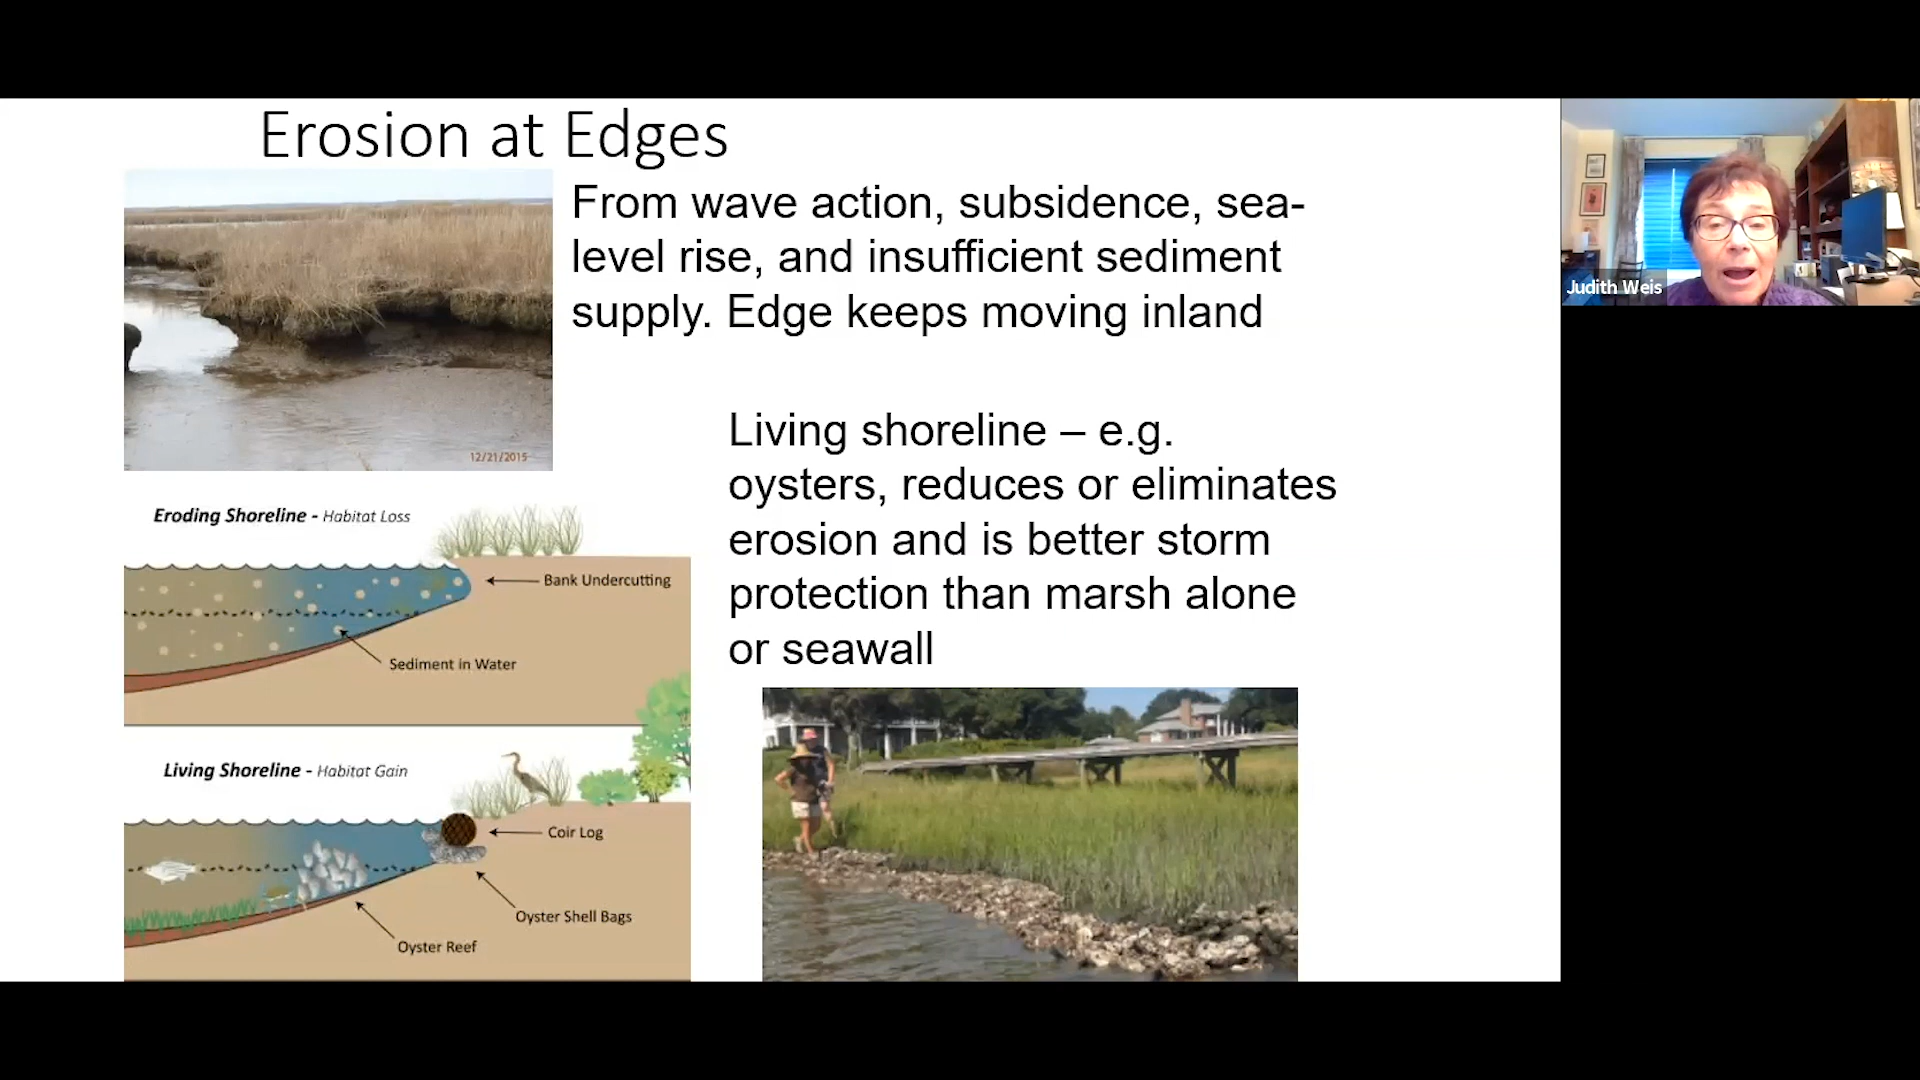 Erosion at Edges
From wave action, subsidence, sea-
level rise, and insufficient sediment
supply. Edge keeps moving inland
12/21/2015
Judith Weis
Living shoreline – e.g.
oysters, reduces or eliminates
erosion and is better storm
protection than marsh alone
or seawall
Eroding Shoreline - Habitat Loss
Bank Undercutting
Sediment in Water
Living Shoreline - Habitat Gain
Coir Log
Oyster Shell Bags
Oyster Reef